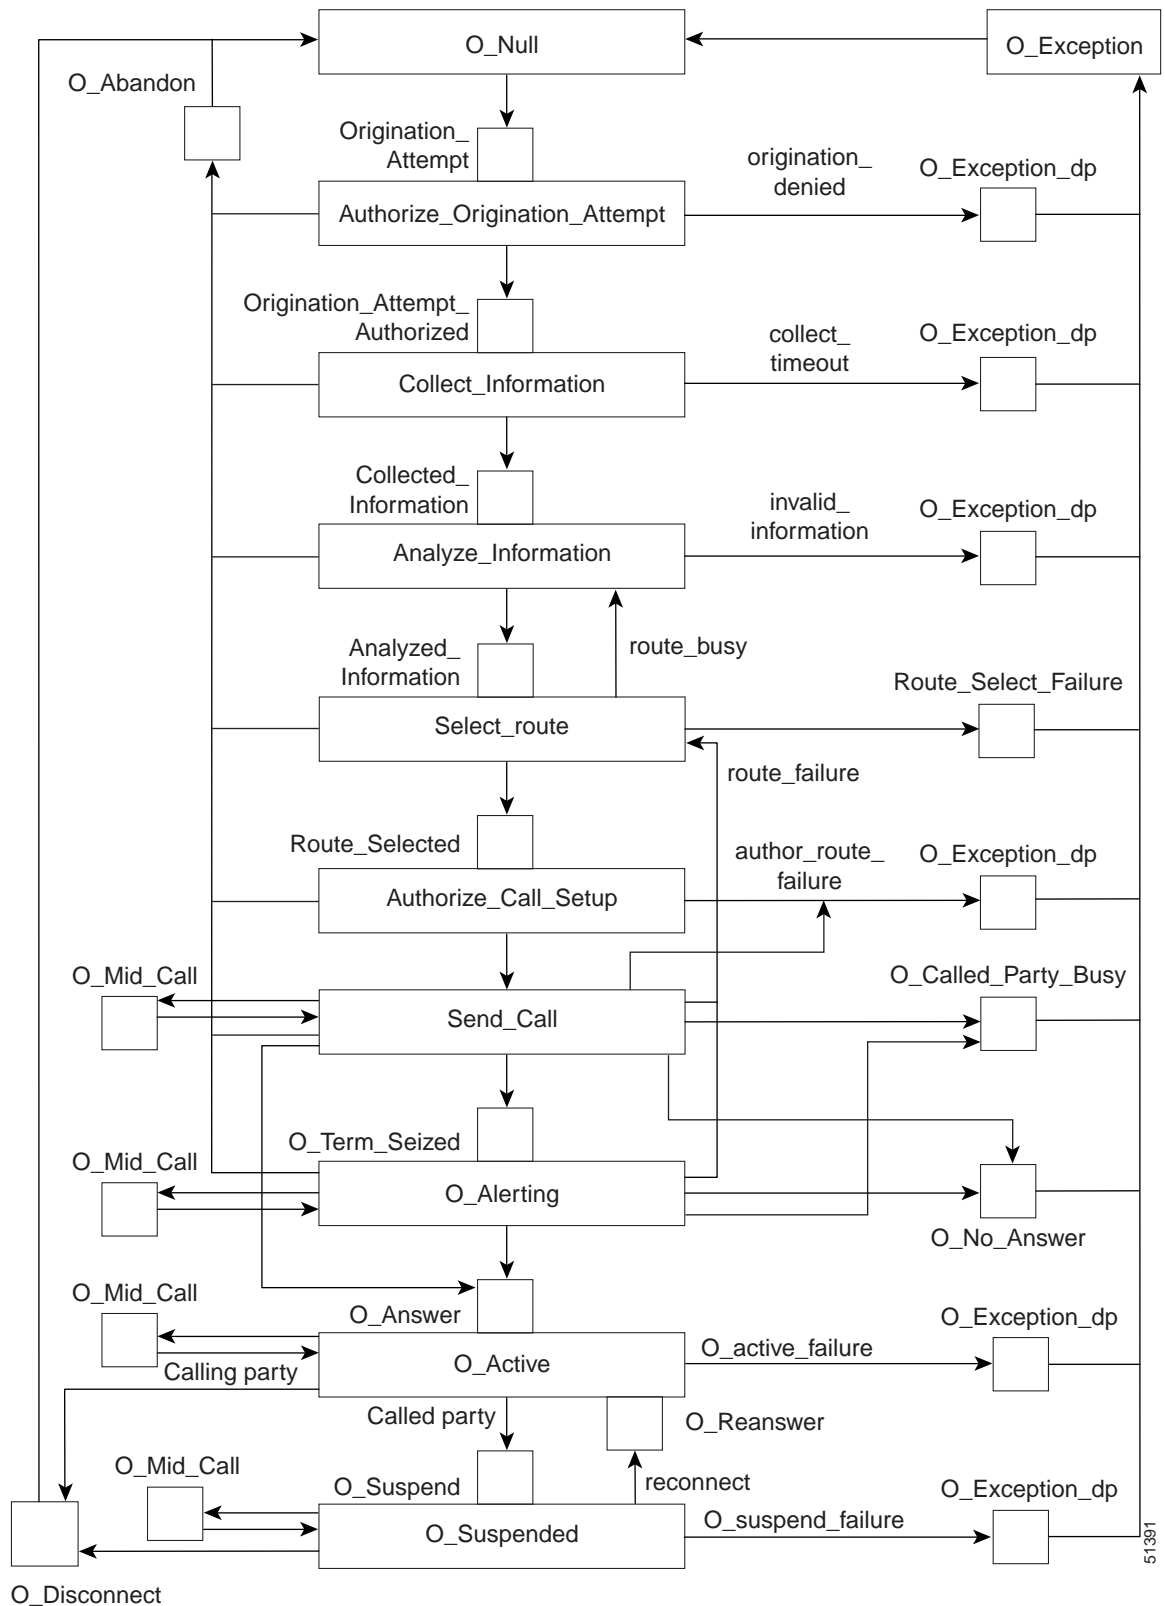 O_Null
O_Exception
O_Abandon
Origination_
Attempt
origination_
denied
O_Exception_dp
Authorize_Origination_Attempt
Origination_Attempt_
Authorized
collect_
timeout
O_Exception_dp
Collect_Information
Collected_
Information
invalid_
information
O_Exception_dp
Analyze_Information
Analyzed_
Information
route_busy
Route_Select_Failure
Select_route
route_failure
Route_Selected
author_route_
failure
O_Exception_dp
Authorize_Call_Setup
O_Mid_Call
O_Called_Party_Busy
Send_Call
O_Term_Seized
O_Mid_Call
O_Alerting
O_No_Answer
O_Mid_Call
O_Answer
O_Exception_dp
Calling party
O_Active
O_active_failure
Called party
O_Reanswer
O_Mid_Call
O_Suspend
reconnect
O_Exception_dp
O_Suspended
O_suspend_failure
51391
O_Disconnect